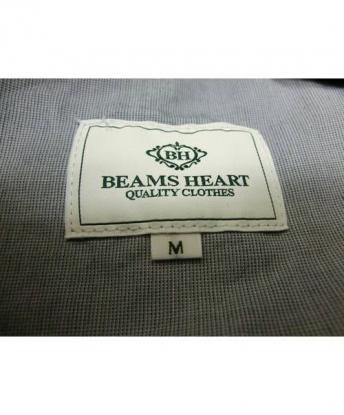 BH
BEAMS HEART
QUALITY CLOTHES
M